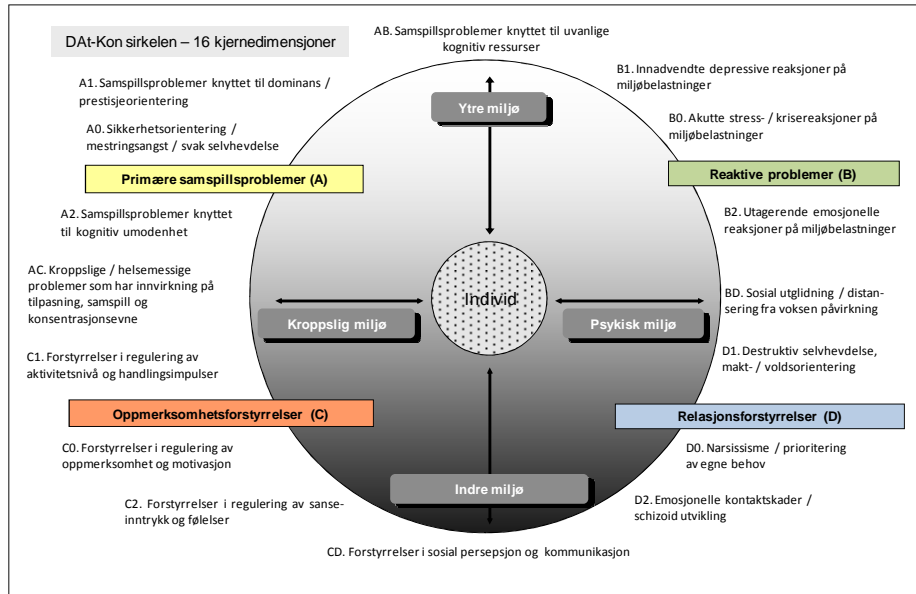 DAt-Kon sirkelen – 16 kjernedimensjoner
AB. Samspillsproblemer knyttet til uvanlige
kognitiv ressurser
A1. Samspillsproblemer knyttet til dominans /
prestisjeorientering
A0. Sikkerhetsorientering /
mestringsangst / svak selvhevdelse
Primære samspillsproblemer (A)
A2. Samspillsproblemer knyttet
til kognitiv umodenhet
AC. Kroppslige / helsemessige
problemer som har innvirkning på
tilpasning, samspill og
konsentrasjonsevne
C1. Forstyrrelser i regulering av
aktivitetsnivå og handlingsimpulser
Oppmerksomhetsforstyrrelser (C)
C0. Forstyrrelser i regulering av
oppmerksomhet og motivasjon
C2. Forstyrrelser i regulering av sanse-
inntrykk og følelser
Ytre miljø
Individ
Kroppslig miljø
Psykisk miljø
Indre miljø
B1. Innadvendte depressive reaksjoner på
miljøbelastninger
B0. Akutte stress- / krisereaksjoner på
miljøbelastninger
Reaktive problemer (B)
B2. Utagerende emosjonelle
reaksjoner på miljøbelastninger
BD. Sosial utglidning / distan-
sering fra voksen påvirkning
D1. Destruktiv selvhevdelse,
makt- / voldsorientering
Relasjonsforstyrrelser (D)
D0. Narsissisme / prioritering
av egne behov
D2. Emosjonelle kontaktskader /
schizoid utvikling
CD. Forstyrrelser i sosial persepsjon og kommunikasjon